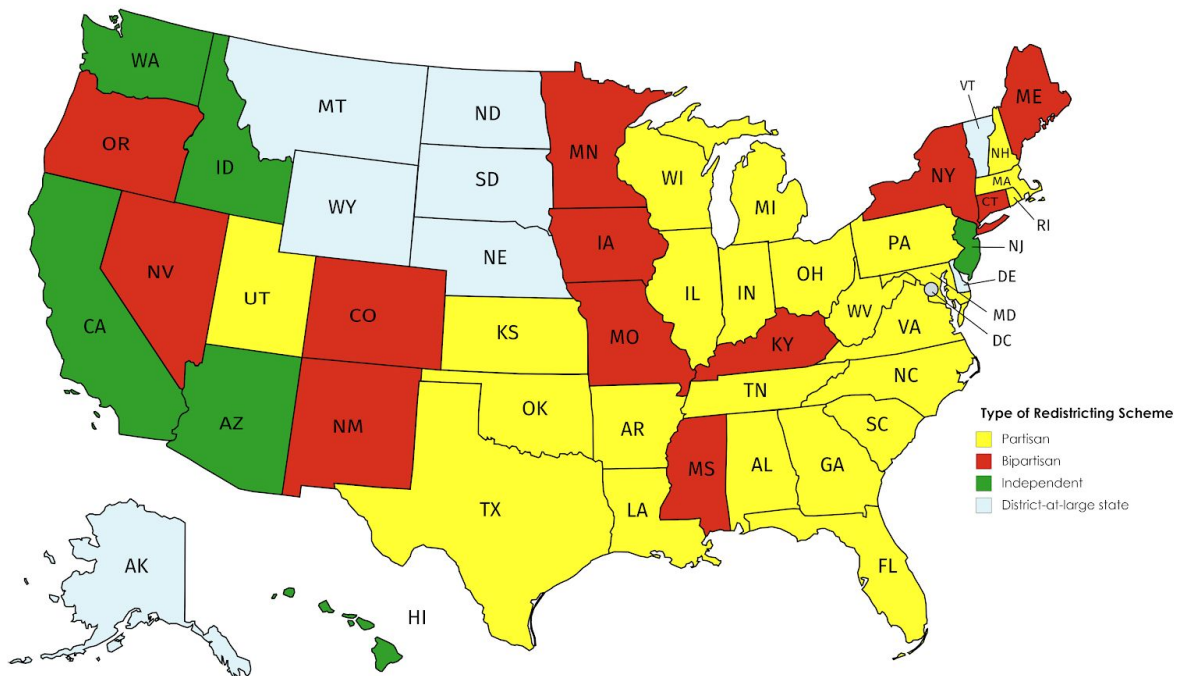 WA
MT
ND
VT
ME
OR
MN
ID
SD
WI
NH
NY
MA
WY
MI
CT
RI
IA
NE
PA
NJ
NV
OH
DE
UT
IL
IN
CO
WV
MD
CA
KS
VA
MO
DC
KY
NC
TN
OK
AZ
NM
AR
SC
MS
AL
GA
TX
LA
AK
FL
HI
Type of Redistricting Scheme
Partisan
Bipartisan
Independent
District-at-large state